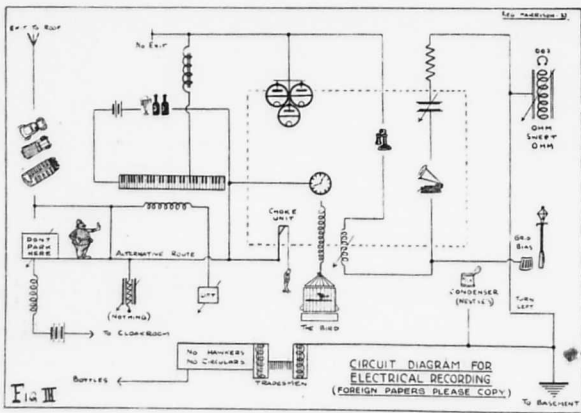 EXIT TO ROOF
NO EXIT
OHM
SWEET
OHM
DONT
PARK
HERE
ALTERNATIVE ROUTE
CHOKE
UNIT
GRID
BIAS
(NOTHING)
CONDENSER
(NESTLES)
TURN
LEFT
TO CLOAKROOM
THE BIRD
NO HAWKERS
NO CIRCULARS
TRADESMEN
BOTTLES
CIRCUIT DIAGRAM FOR
ELECTRICAL RECORDING
(FOREIGN PAPERS PLEASE COPY)
FIG III
TO BASEMENT